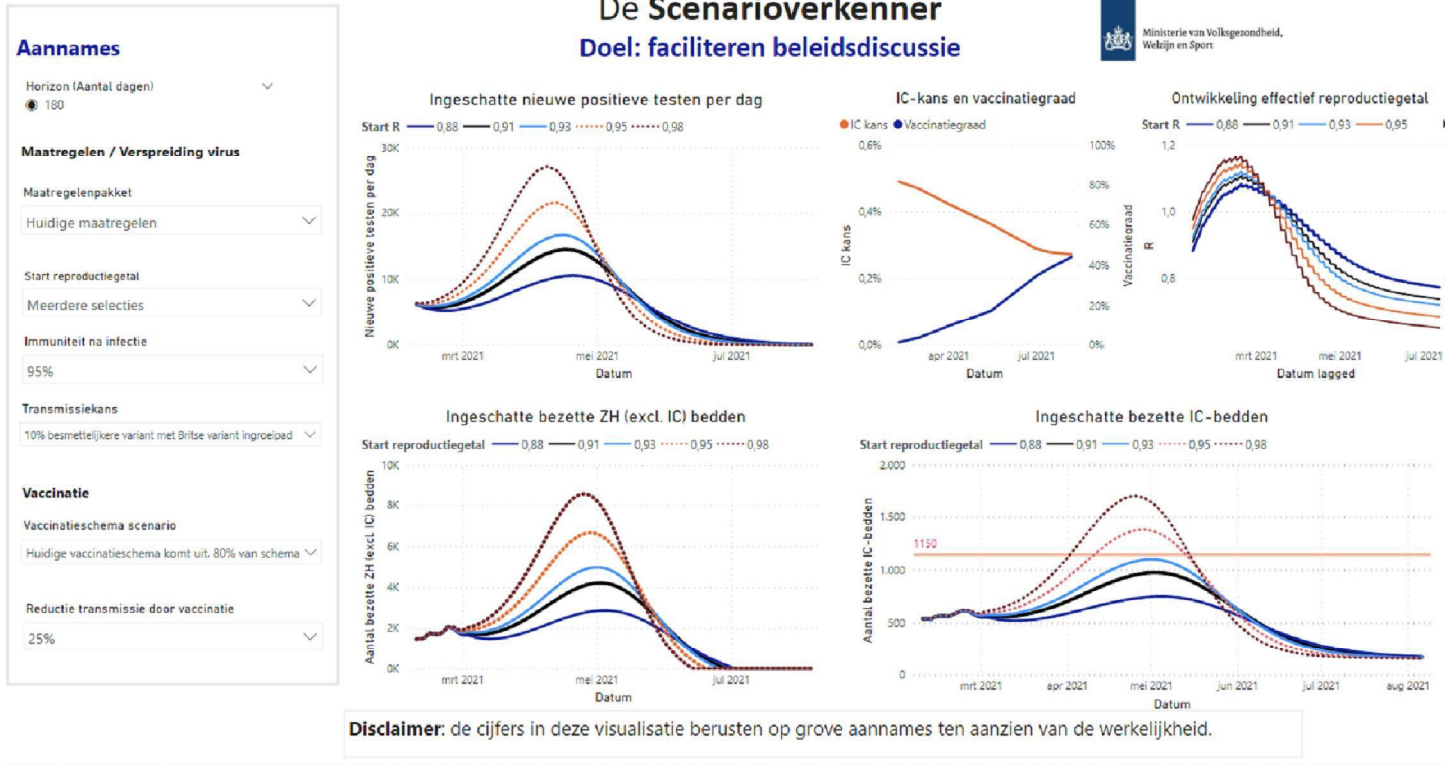 De Scenarioverkenner
Doel: faciliteren beleidsdiscussie
Ministerie van Volksgezondheid,
Welzijn en Sport
Aannames
Horizon (Aantal dagen)
180
Maatregelen / Verspreiding virus
Maatregelenpakket
Huidige maatregelen
Start reproductiegetal
Meerdere selecties
Immuniteit na infectie
95%
Transmissiekans
10% besmettelijkere variant met Britse variant ingroeipad
Vaccinatie
Vaccinatieschema scenario
Huidige vaccinatieschema komt uit. 80% van schema
Reductie transmissie door vaccinatie
25%
Ingeschatte nieuwe positieve testen per dag
Start R 0,88 0,91 0,93 0,95 0,98
Nieuwe positieve testen per dag
30K
20K
10K
0K
mrt 2021 mei 2021 jul 2021
Datum
IC-kans en vaccinatiegraad
IC kans Vaccinatiegraad
IC kans
0,6%
0,4%
0,2%
0,0%
100%
80%
60%
40%
20%
0%
Vaccinatiegraad
apr 2021 jul 2021
Datum
Ontwikkeling effectief reproductiegetal
Start R 0,88 0,91 0,93 0,95
R
1,2
1,0
0,8
mrt 2021 mei 2021 jul 2021
Datum lagged
Ingeschatte bezette ZH (excl. IC) bedden
Start reproductiegetal 0,88 0,91 0,93 0,95 0,98
Aantal bezette ZH (excl IC) bedden
10K
8K
6K
4K
2K
0K
mrt 2021 mei 2021 jul 2021
Datum
Ingeschatte bezette IC-bedden
Start reproductiegetal 0,88 0,91 0,93 0,95 0,98
Aantal bezette IC-bedden
2.000
1.500
1150
1.000
500
0
mrt 2021 apr 2021 mei 2021 jun 2021 jul 2021 aug 2021
Datum
Disclaimer: de cijfers in deze visualisatie berusten op grove aannames ten aanzien van de werkelijkheid.